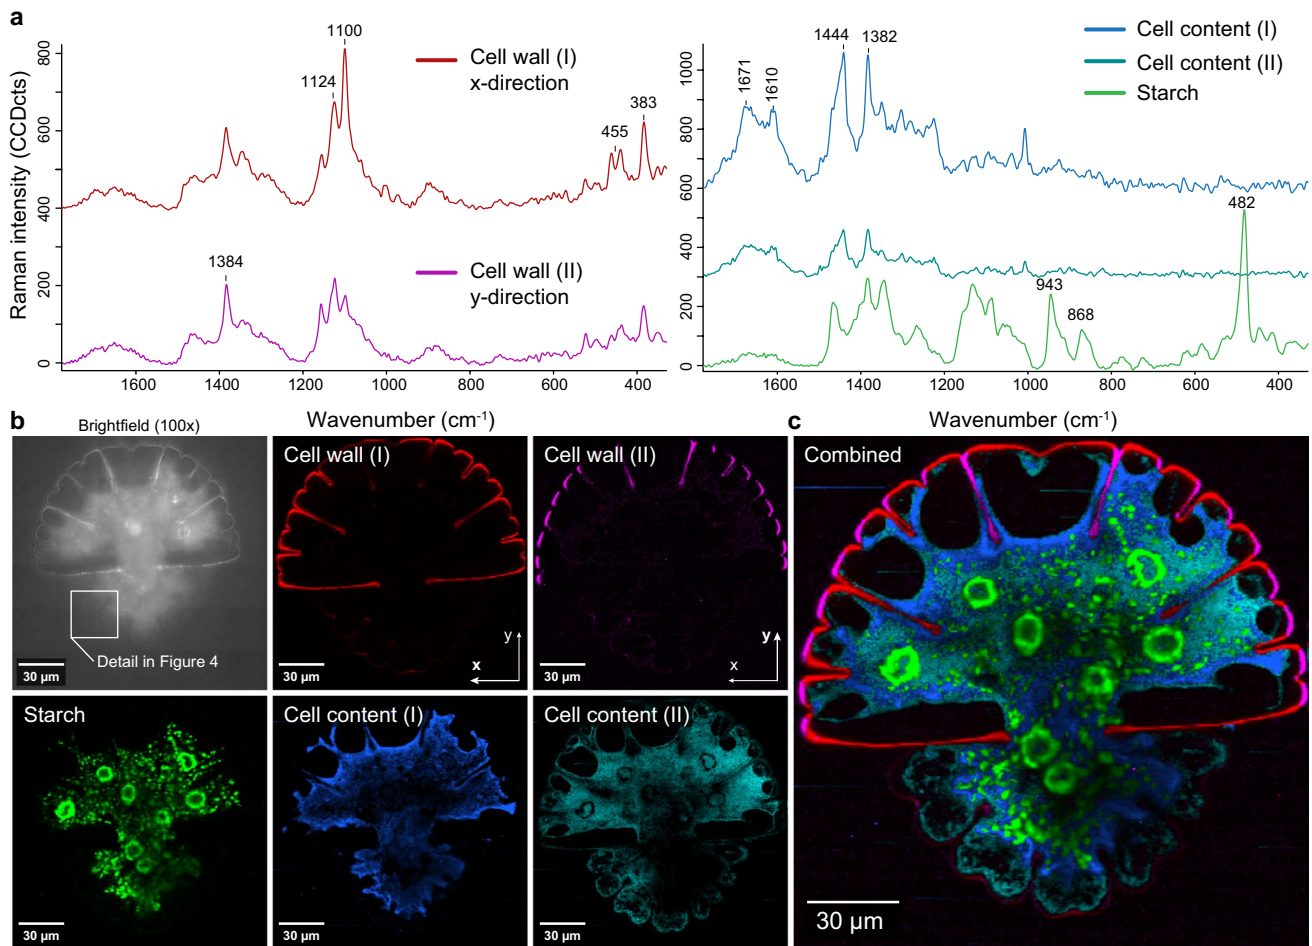 a
Raman intensity (CCDcts)
800
600
400
200
0
1100
1124
455
383
1384
Cell wall (I)
x-direction
Cell wall (II)
y-direction
1600
1400
1200
1000
800
600
400
1000
800
600
400
200
0
1671
1610
1444
1382
482
943
868
Cell content (I)
Cell content (II)
Starch
1600
1400
1200
1000
800
600
400
Wavenumber (cm⁻¹)
Wavenumber (cm⁻¹)
b
Brightfield (100x)
Detail in Figure 4
30 µm
Cell wall (I)
y
x
30 µm
Cell wall (II)
y
x
30 µm
Starch
30 µm
Cell content (I)
30 µm
Cell content (II)
30 µm
c
Combined
30 µm